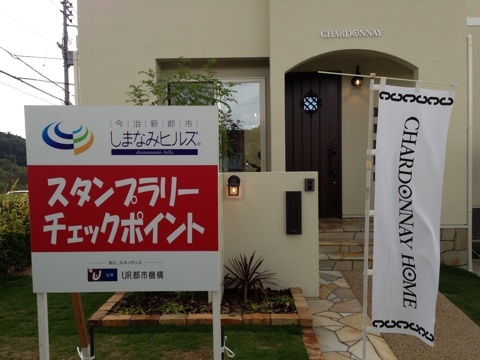 CHARDONNAY
|今|治|新|都|市|
しまなみヒルズ®
shimanami hills
スタンプラリー
チェックポイント
UR UR都市機構
CHARDONNAY HOME